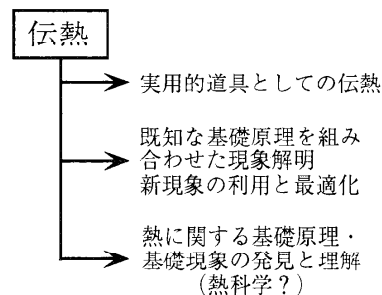 伝熱
実用的道具としての伝熱
既知な基礎原理を組み
合わせた現象解明
新現象の利用と最適化
熱に関する基礎原理・
基礎現象の発見と理解
(熱科学？)